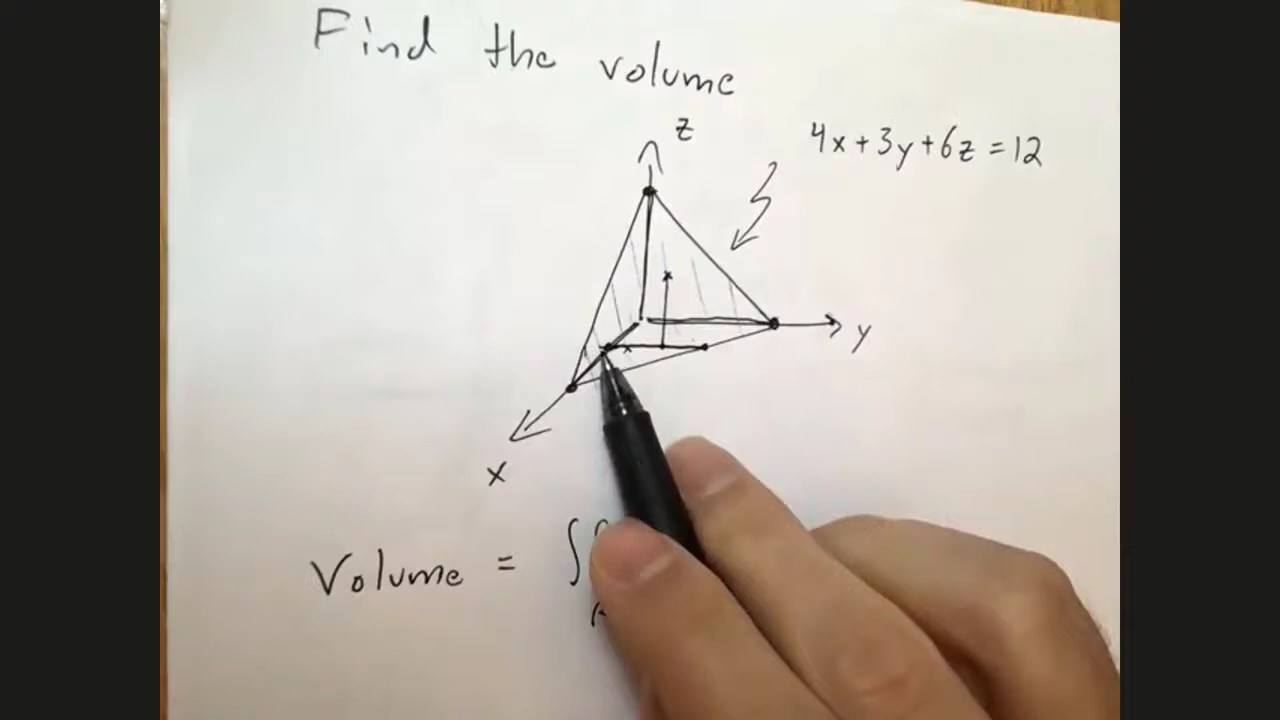 Find the volume
z
4x+3y+6z=12
y
x
Volume = ∫